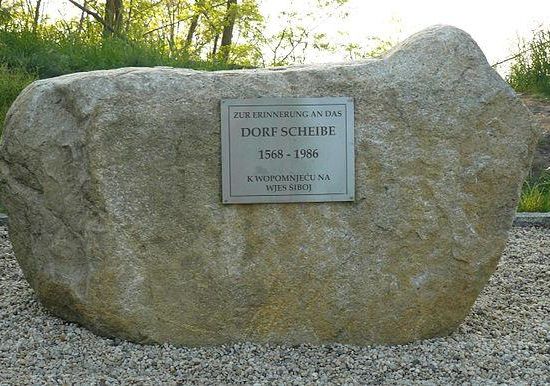 ZUR ERINNERUNG AN DAS
DORF SCHEIBE
1568 - 1986
K WOPOMNJEĆU NA
WJES ŠIBOJ